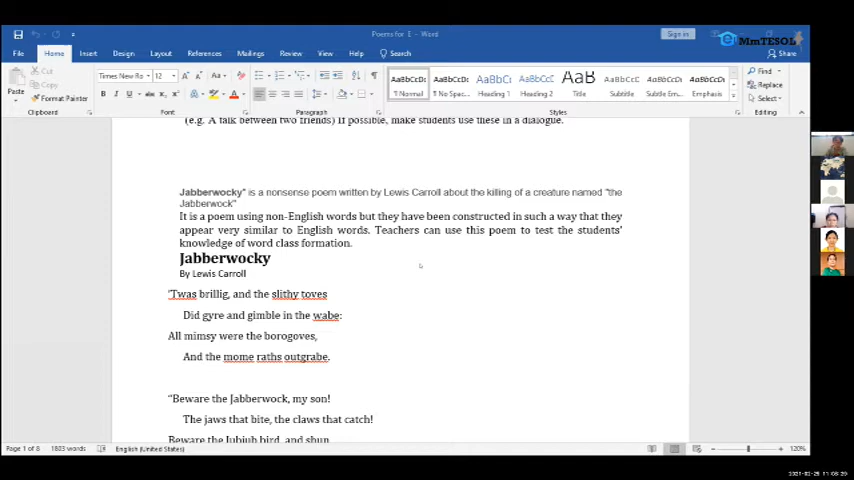 Poems for E - Word
Sign in
MmTESOL
File Home Insert Design Layout References Mailings Review View Help Search
Share
Paste
Cut
Copy
Format Painter
Clipboard
Times New Ro 12
Font
Paragraph
AaBbCcDc AaBbCcDc AaBbCc AaBbCcC AaB AaBbCcD AaBbCcDt AaBbCcDt
¶ Normal ¶ No Spac... Heading 1 Heading 2 Title Subtitle Subtle Em... Emphasis
Styles
Find
Replace
Select
Editing
(e.g. A talk between two friends) If possible, make students use these in a dialogue.
Jabberwocky" is a nonsense poem written by Lewis Carroll about the killing of a creature named "the
Jabberwock"
It is a poem using non-English words but they have been constructed in such a way that they
appear very similar to English words. Teachers can use this poem to test the students'
knowledge of word class formation.
Jabberwocky
By Lewis Carroll
'Twas brillig, and the slithy toves
Did gyre and gimble in the wabe:
All mimsy were the borogoves,
And the mome raths outgrabe.
"Beware the Jabberwock, my son!
The jaws that bite, the claws that catch!
Beware the Jubjub bird, and shun
Page 1 of 8 1803 words English (United States) 120%